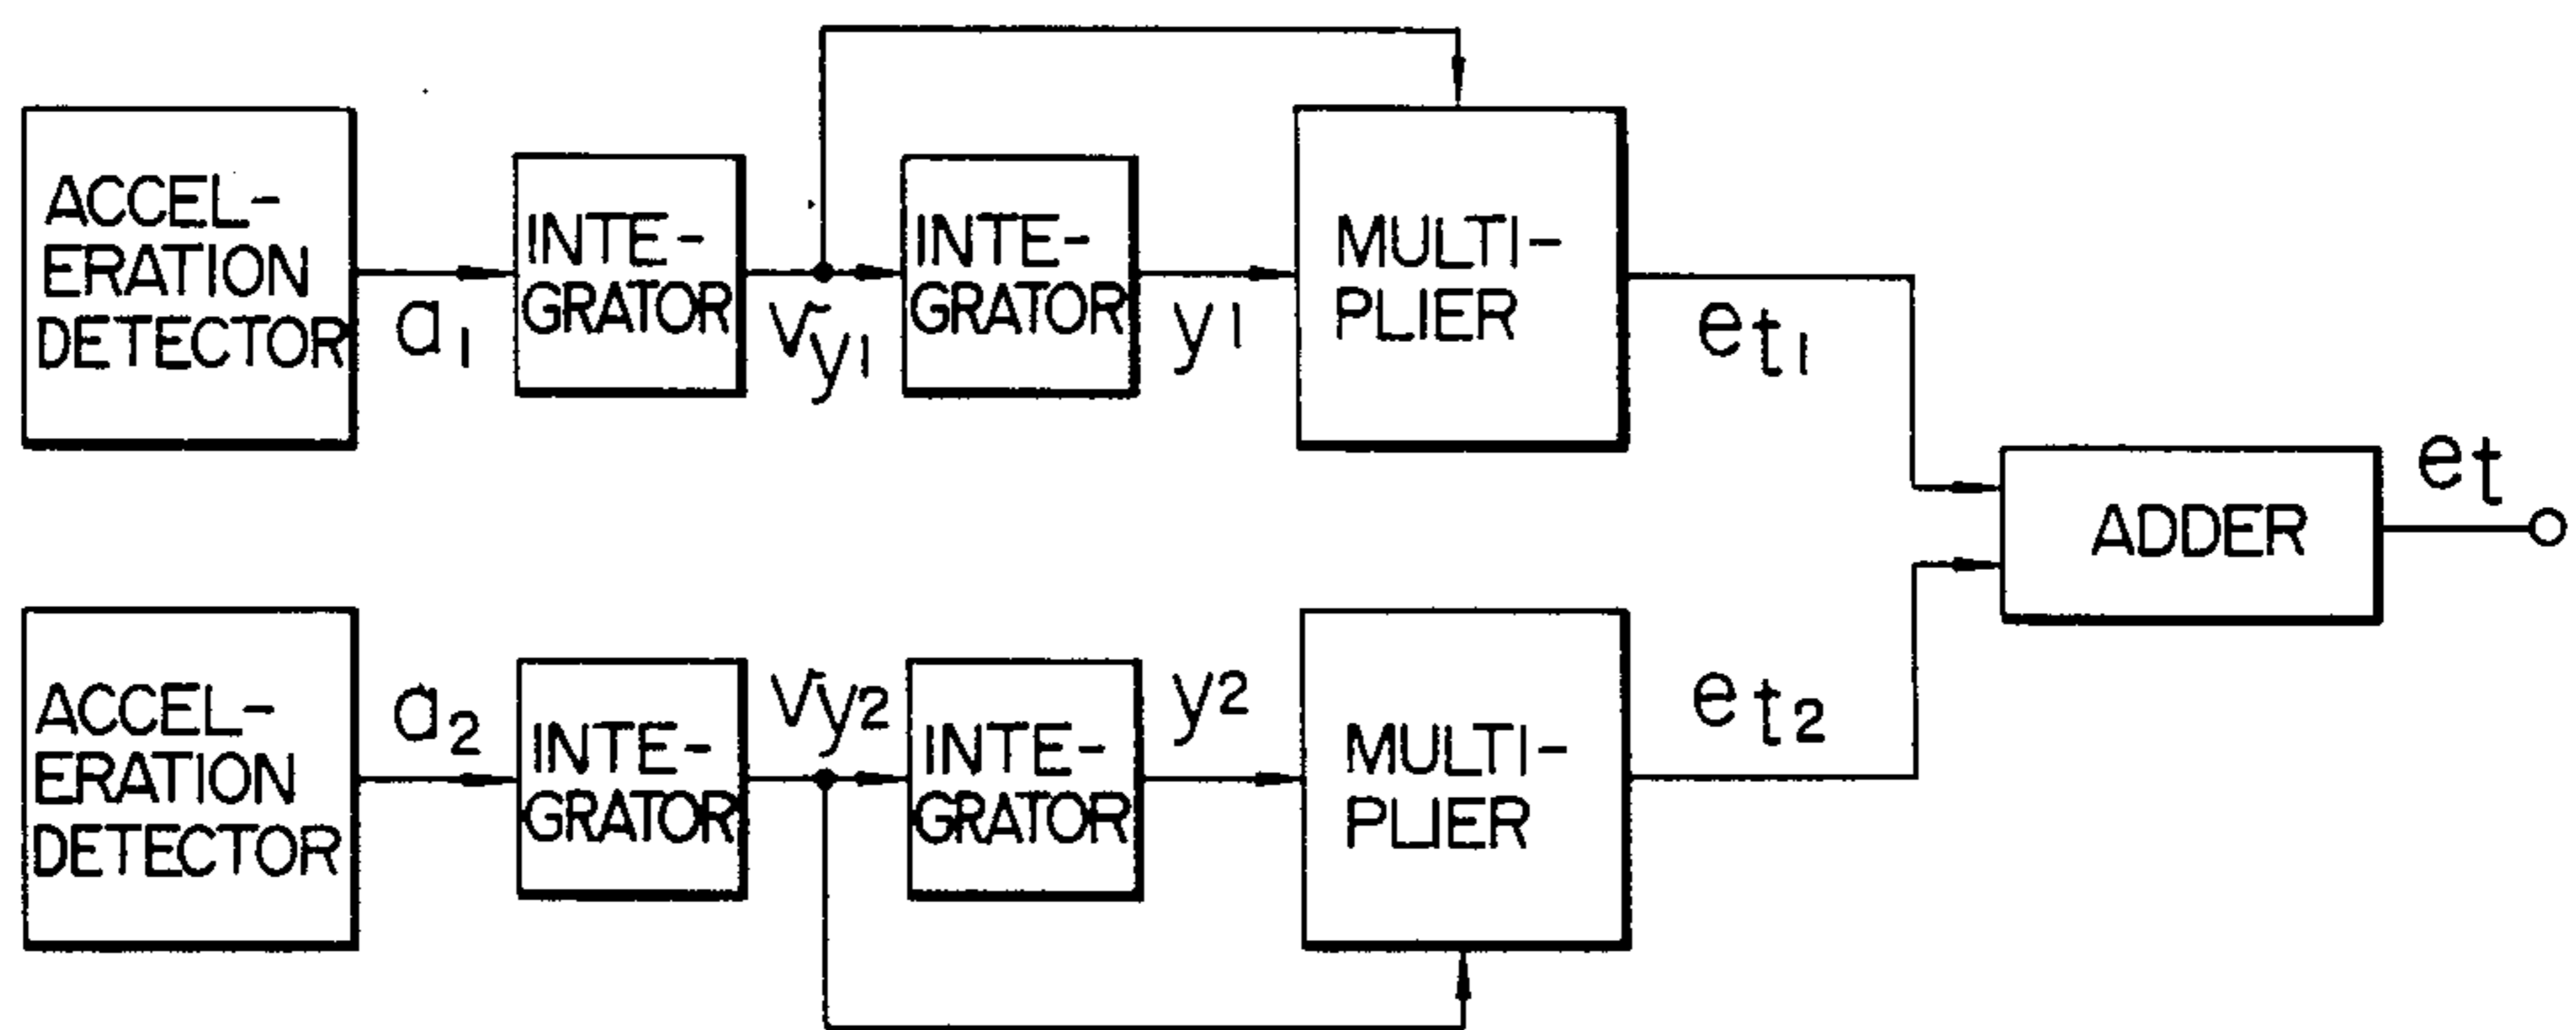 ACCEL-
ERATION
DETECTOR
a1
INTE-
GRATOR
Vy1
INTE-
GRATOR
y1
MULTI-
PLIER
et1
ACCEL-
ERATION
DETECTOR
a2
INTE-
GRATOR
Vy2
INTE-
GRATOR
y2
MULTI-
PLIER
et2
ADDER
et